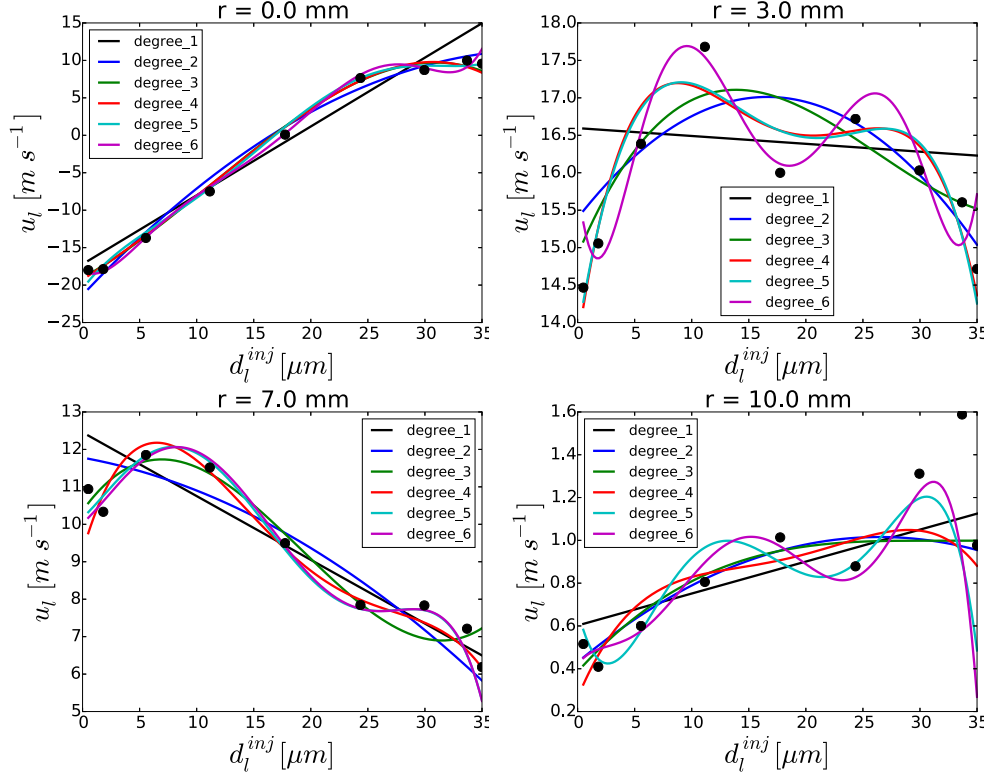 r = 0.0 mm
15
10
5
0
−5
−10
−15
−20
−25
u_l [m s^{−1}]
degree_1
degree_2
degree_3
degree_4
degree_5
degree_6
0 5 10 15 20 25 30 35
d_l^{inj} [μm]
r = 3.0 mm
18.0
17.5
17.0
16.5
16.0
15.5
15.0
14.5
14.0
u_l [m s^{−1}]
degree_1
degree_2
degree_3
degree_4
degree_5
degree_6
0 5 10 15 20 25 30 35
d_l^{inj} [μm]
r = 7.0 mm
13
12
11
10
9
8
7
6
5
u_l [m s^{−1}]
degree_1
degree_2
degree_3
degree_4
degree_5
degree_6
0 5 10 15 20 25 30 35
d_l^{inj} [μm]
r = 10.0 mm
1.6
1.4
1.2
1.0
0.8
0.6
0.4
0.2
u_l [m s^{−1}]
degree_1
degree_2
degree_3
degree_4
degree_5
degree_6
0 5 10 15 20 25 30 35
d_l^{inj} [μm]